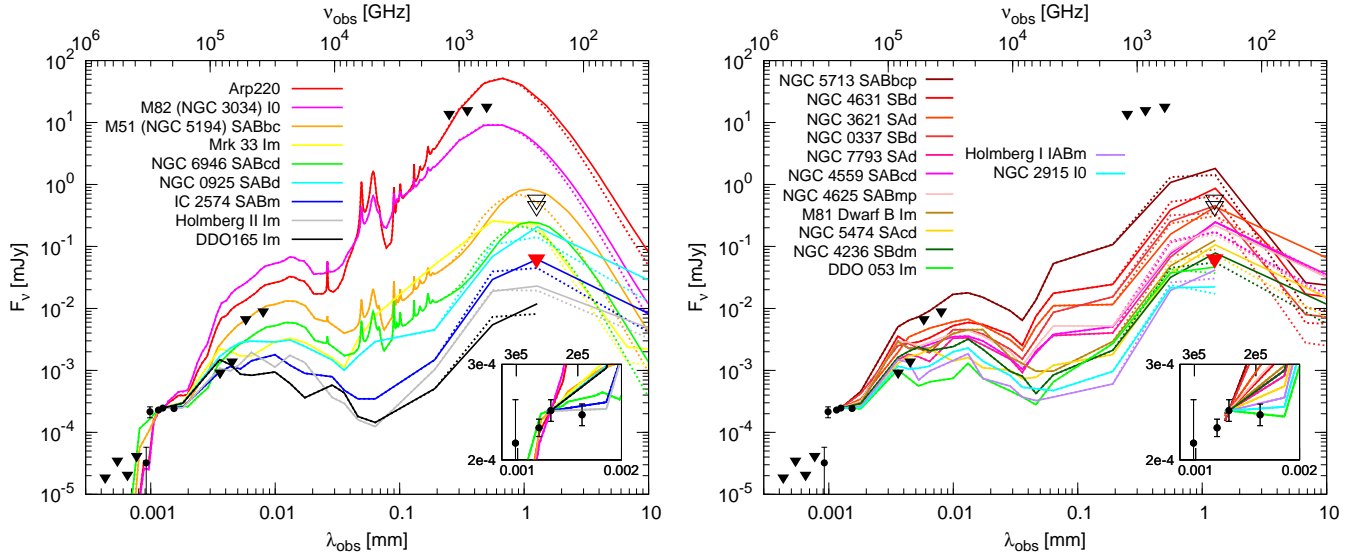 ν_obs [GHz]
10^6 10^5 10^4 10^3 10^2
F_ν [mJy]
10^2
10^1
10^0
10^-1
10^-2
10^-3
10^-4
10^-5
Arp220
M82 (NGC 3034) I0
M51 (NGC 5194) SABbc
Mrk 33 Im
NGC 6946 SABcd
NGC 0925 SABd
IC 2574 SABm
Holmberg II Im
DDO165 Im
3e-4
3e5 2e5
2e-4
0.001 0.002
0.001 0.01 0.1 1 10
λ_obs [mm]
ν_obs [GHz]
10^6 10^5 10^4 10^3 10^2
F_ν [mJy]
10^2
10^1
10^0
10^-1
10^-2
10^-3
10^-4
10^-5
NGC 5713 SABbcp
NGC 4631 SBd
NGC 3621 SAd
NGC 0337 SBd
NGC 7793 SAd
NGC 4559 SABcd
NGC 4625 SABmp
M81 Dwarf B Im
NGC 5474 SAcd
NGC 4236 SBdm
DDO 053 Im
Holmberg I IABm
NGC 2915 I0
3e-4
3e5 2e5
2e-4
0.001 0.002
0.001 0.01 0.1 1 10
λ_obs [mm]